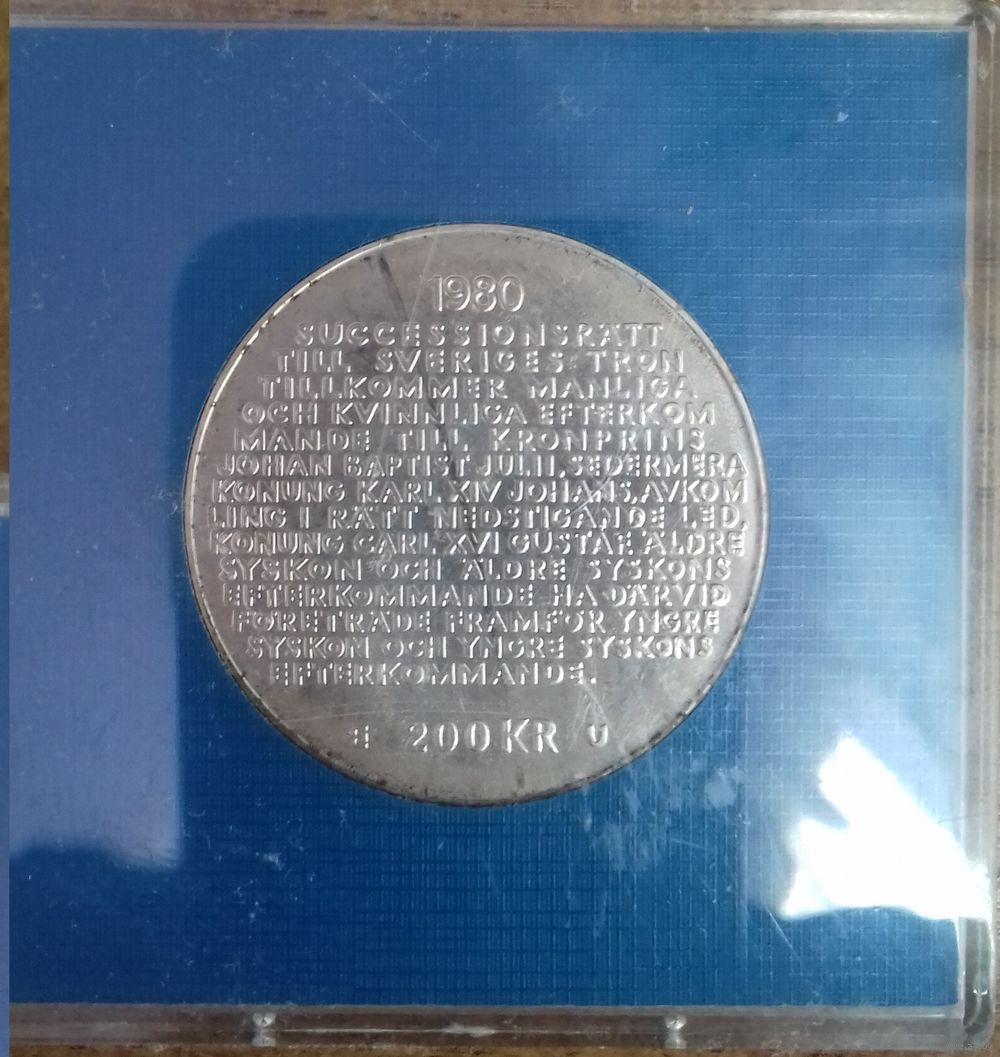 1980
SUCCESSIONSRÄTT
TILL SVERIGES TRON
TILLKOMMER MANLIGA
OCH KVINNLIGA EFTERKOM
MANDE TILL KRONPRINS
JOHAN BAPTIST JULII, SEDERMERA
KONUNG KARL XIV JOHANS, AVKOM
LING I RÄTT NEDSTIGANDE LED,
KONUNG CARL XVI GUSTAF. ÄLDRE
SYSKON OCH ÄLDRE SYSKONS
EFTERKOMMANDE HA DÄRVID
FÖRETRÄDE FRAMFÖR YNGRE
SYSKON OCH YNGRE SYSKONS
EFTERKOMMANDE.
200 KR U